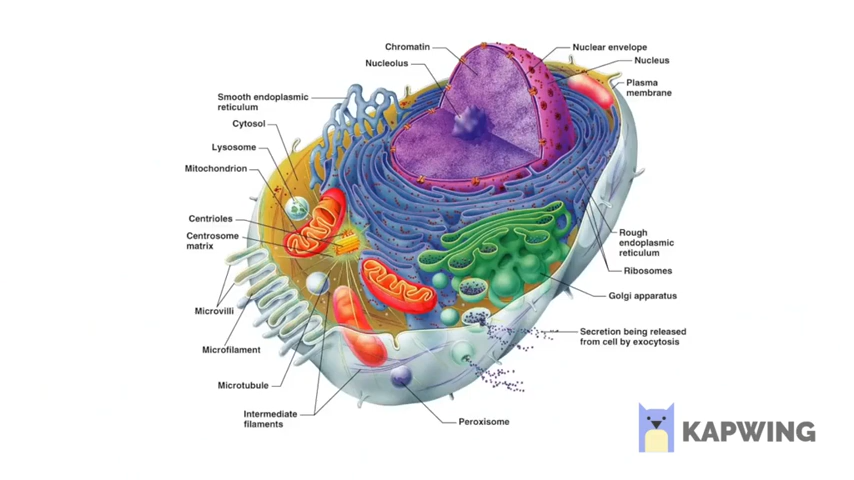 Chromatin
Nuclear envelope
Nucleolus
Nucleus
Plasma
membrane
Smooth endoplasmic
reticulum
Cytosol
Lysosome
Mitochondrion
Centrioles
Centrosome
matrix
Rough
endoplasmic
reticulum
Ribosomes
Golgi apparatus
Microvilli
Secretion being released
from cell by exocytosis
Microfilament
Microtubule
Intermediate
filaments
Peroxisome
KAPWING